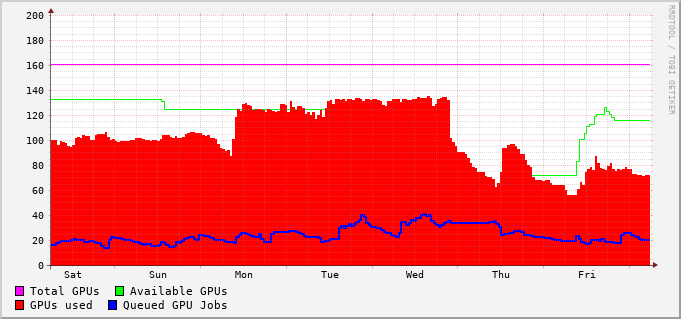 200
180
160
140
120
100
80
60
40
20
0
Sat Sun Mon Tue Wed Thu Fri
Total GPUs Available GPUs
GPUs used Queued GPU Jobs
RRDTOOL / TOBI OETIKER